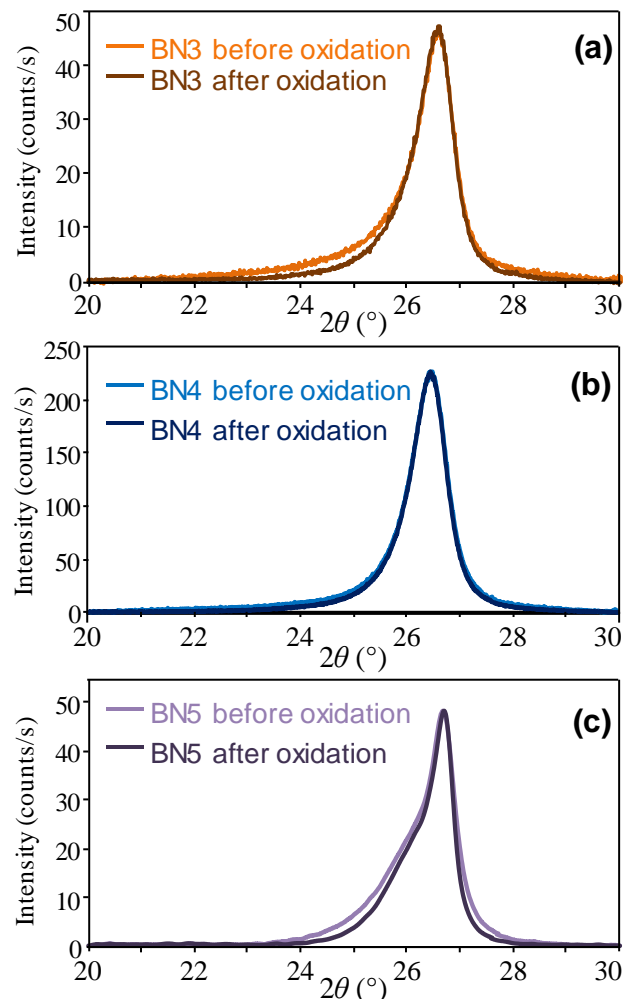 Intensity (counts/s)
50
40
30
20
10
0
BN3 before oxidation
BN3 after oxidation
(a)
20 22 24 26 28 30
2θ (°)
Intensity (counts/s)
250
200
150
100
50
0
BN4 before oxidation
BN4 after oxidation
(b)
20 22 24 26 28 30
2θ (°)
Intensity (counts/s)
50
40
30
20
10
0
BN5 before oxidation
BN5 after oxidation
(c)
20 22 24 26 28 30
2θ (°)